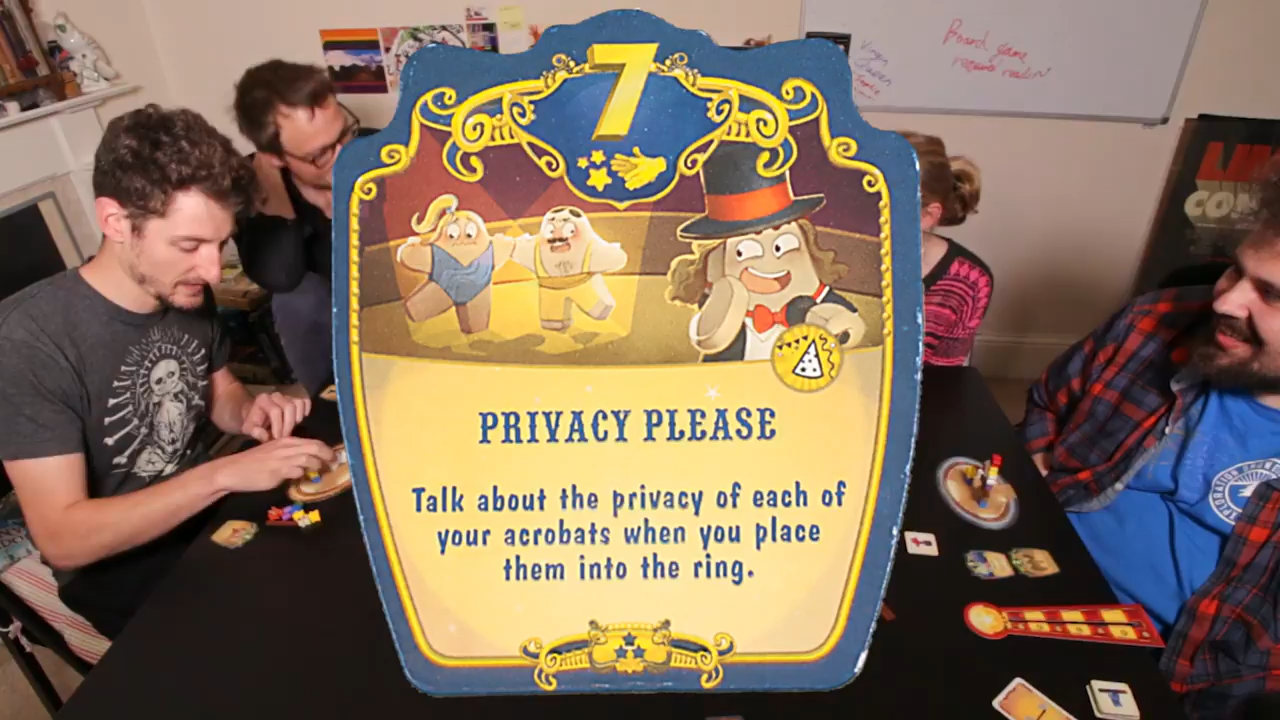 Board game
7
PRIVACY PLEASE
Talk about the privacy of each of
your acrobats when you place
them into the ring.